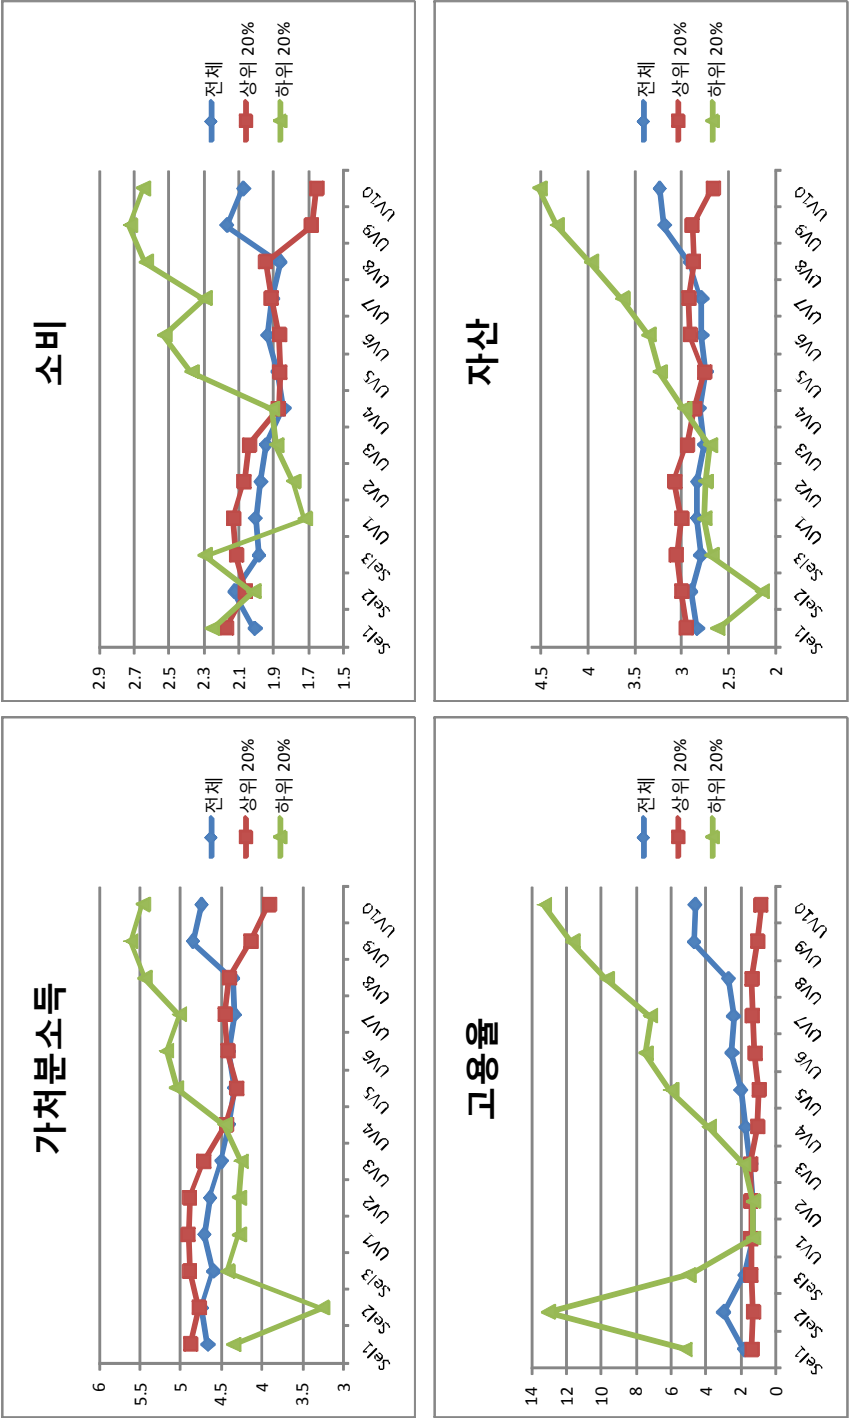 가처분소득
6
5.5
5
4.5
4
3.5
3
Sel1
Sel2
Sel3
UV1
UV2
UV3
UV4
UV5
UV6
UV7
UV8
UV9
UV10
전체
상위 20%
하위 20%
소비
2.9
2.7
2.5
2.3
2.1
1.9
1.7
1.5
Sel1
Sel2
Sel3
UV1
UV2
UV3
UV4
UV5
UV6
UV7
UV8
UV9
UV10
전체
상위 20%
하위 20%
고용율
14
12
10
8
6
4
2
0
Sel1
Sel2
Sel3
UV1
UV2
UV3
UV4
UV5
UV6
UV7
UV8
UV9
UV10
전체
상위 20%
하위 20%
자산
4.5
4
3.5
3
2.5
2
Sel1
Sel2
Sel3
UV1
UV2
UV3
UV4
UV5
UV6
UV7
UV8
UV9
UV10
전체
상위 20%
하위 20%